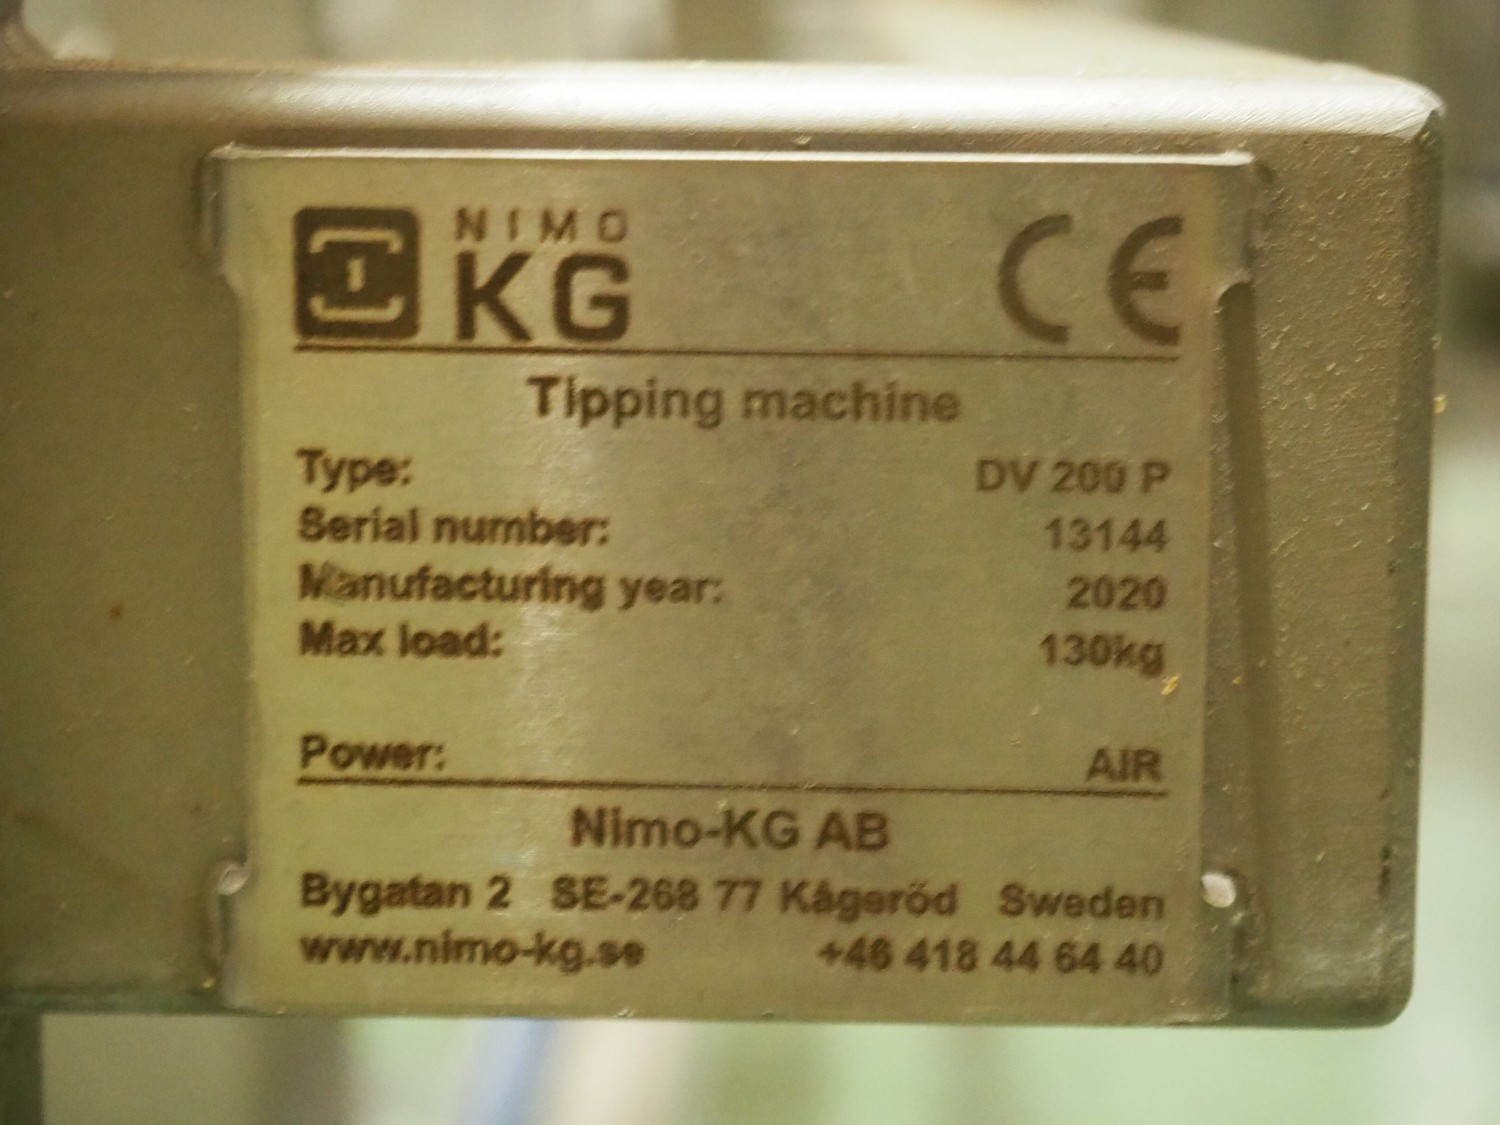 NIMO
KG
CE
Tipping machine
Type: DV 200 P
Serial number: 13144
Manufacturing year: 2020
Max load: 130kg
Power: AIR
Nimo-KG AB
Bygatan 2 SE-268 77 Kågeröd Sweden
www.nimo-kg.se +46 418 44 64 40